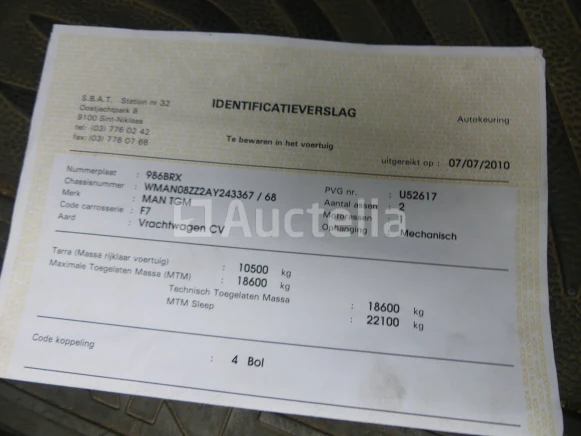 S.B.A.T. Station nr 32
Oostjachtpark 8
9100 Sint-Niklaas
tel: (03) 776 02 42
fax: (03) 778 07 88
IDENTIFICATIEVERSLAG
Autokeuring
Te bewaren in het voertuig
uitgereikt op : 07/07/2010
Nummerplaat : 986BRX
Chassisnummer : WMAN08ZZ2AY243367 / 68
Merk : MAN TGM
Code carrosserie : F7
Aard : Vrachtwagen CV
PVG nr. : U52617
Aantal assen : 2
Motorassen : 1
Ophanging : Mechanisch
Auctelia
Tarra (Massa rijklaar voertuig) : 10500 kg
Maximale Toegelaten Massa (MTM) : 18600 kg
Technisch Toegelaten Massa : 18600 kg
MTM Sleep : 22100 kg
Code koppeling : 4 Bol